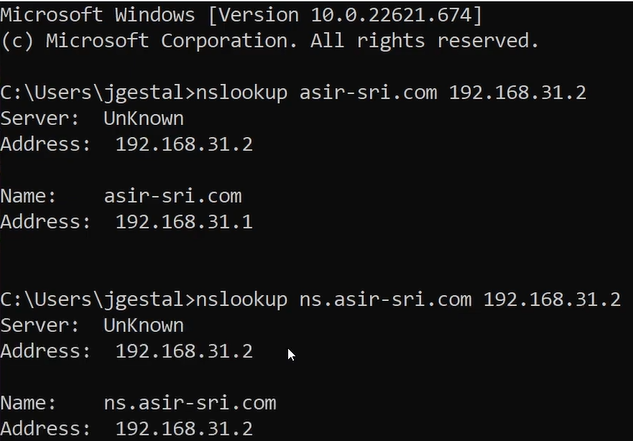 Microsoft Windows [Version 10.0.22621.674]
(c) Microsoft Corporation. All rights reserved.
C:\Users\jgestal>nslookup asir-sri.com 192.168.31.2
Server:  UnKnown
Address:  192.168.31.2
Name:    asir-sri.com
Address:  192.168.31.1
C:\Users\jgestal>nslookup ns.asir-sri.com 192.168.31.2
Server:  UnKnown
Address:  192.168.31.2
Name:    ns.asir-sri.com
Address:  192.168.31.2